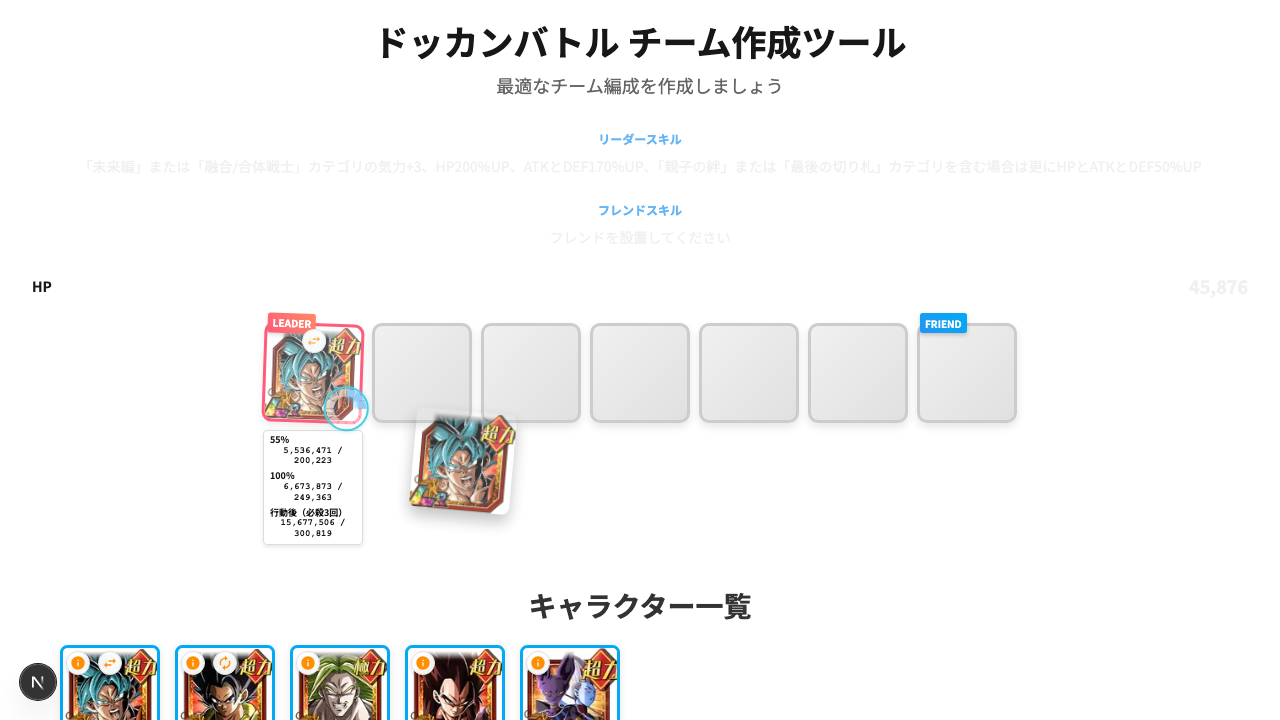 ドッカンバトル チーム作成ツール
最適なチーム編成を作成しましょう
リーダースキル
「未来編」または「融合/合体戦士」カテゴリの気力+3、HP200%UP、ATKとDEF170%UP、「親子の絆」または「最後の切り札」カテゴリを含む場合は更にHPとATKとDEF50%UP
フレンドスキル
フレンドを設置してください
HP
45,876
LEADER
FRIEND
超力
超力
55%
5,536,471 /
200,223
100%
6,673,873 /
249,363
行動後（必殺3回）
15,677,506 /
300,819
キャラクター一覧
超力
超力
極力
超力
超力
N